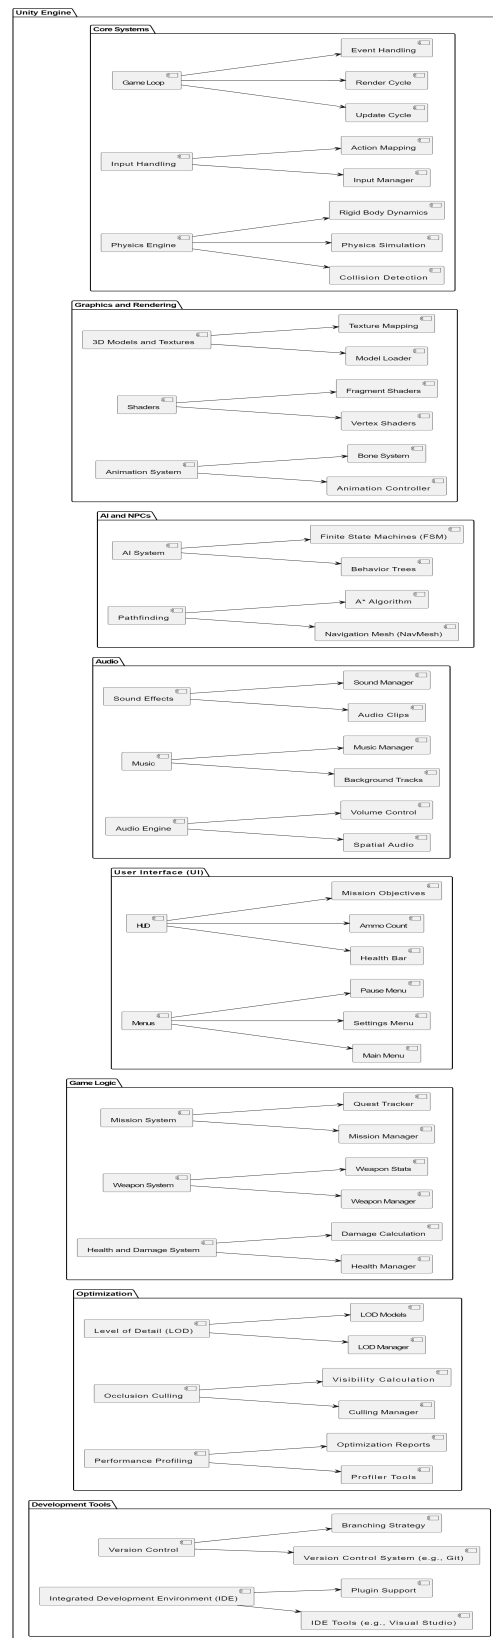 Unity Engine
Core Systems
Event Handling
Game Loop
Render Cycle
Update Cycle
Action Mapping
Input Handling
Input Manager
Rigid Body Dynamics
Physics Engine
Physics Simulation
Collision Detection
Graphics and Rendering
Texture Mapping
3D Models and Textures
Model Loader
Fragment Shaders
Shaders
Vertex Shaders
Bone System
Animation System
Animation Controller
AI and NPCs
Finite State Machines (FSM)
AI System
Behavior Trees
A* Algorithm
Pathfinding
Navigation Mesh (NavMesh)
Audio
Sound Manager
Sound Effects
Audio Clips
Music Manager
Music
Background Tracks
Volume Control
Audio Engine
Spatial Audio
User Interface (UI)
Mission Objectives
HUD
Ammo Count
Health Bar
Pause Menu
Menus
Settings Menu
Main Menu
Game Logic
Quest Tracker
Mission System
Mission Manager
Weapon Stats
Weapon System
Weapon Manager
Damage Calculation
Health and Damage System
Health Manager
Optimization
LOD Models
Level of Detail (LOD)
LOD Manager
Visibility Calculation
Occlusion Culling
Culling Manager
Optimization Reports
Performance Profiling
Profiler Tools
Development Tools
Branching Strategy
Version Control
Version Control System (e.g., Git)
Plugin Support
Integrated Development Environment (IDE)
IDE Tools (e.g., Visual Studio)